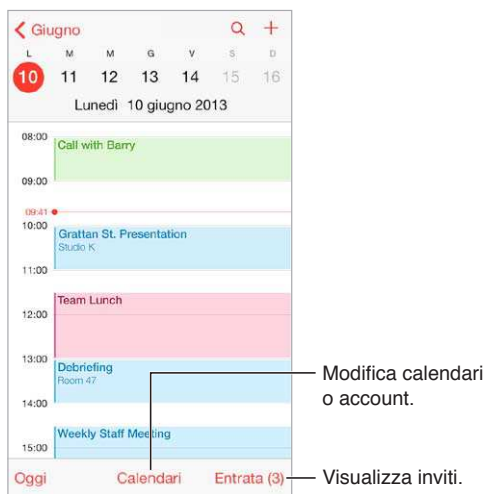 Giugno
L M M G V S D
10 11 12 13 14 15 16
Lunedì 10 giugno 2013
08:00
Call with Barry
09:00
09:41
10:00
Grattan St. Presentation
Studio K
11:00
Team Lunch
12:00
13:00
Debriefing
Room 47
14:00
Weekly Staff Meeting
15:00
Oggi Calendari Entrata (3)
Modifica calendari
o account.
Visualizza inviti.